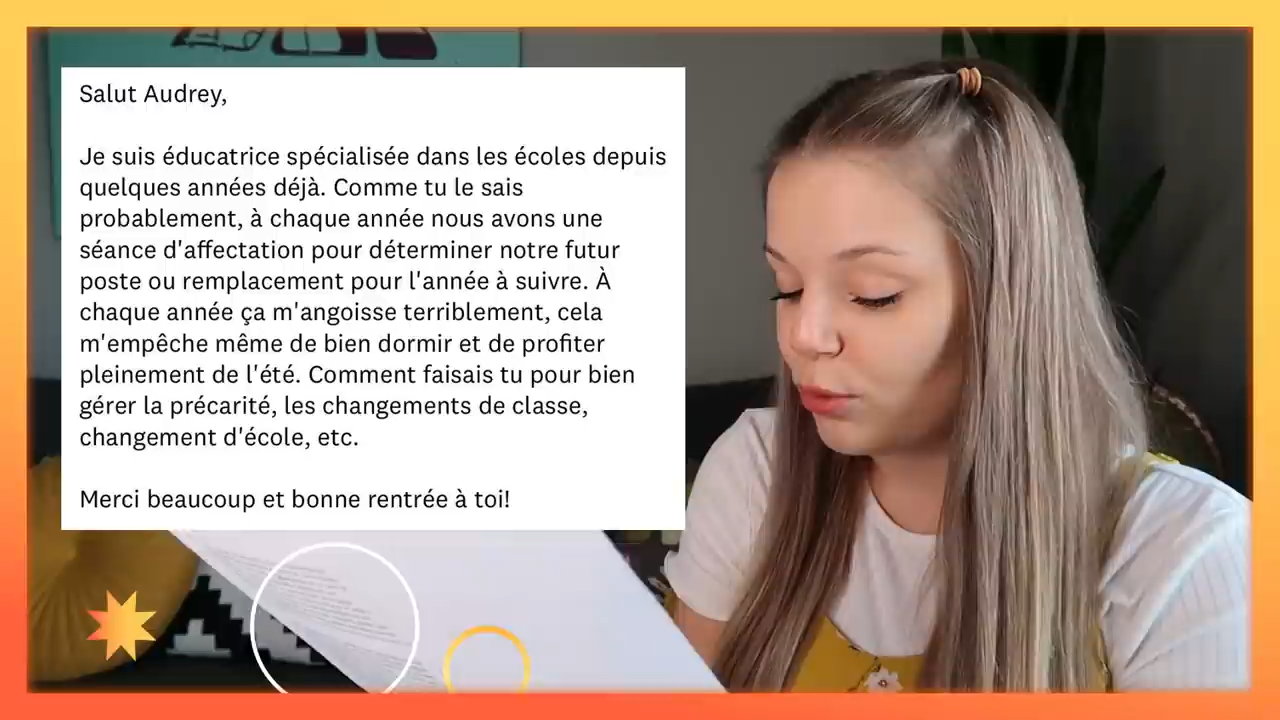 Salut Audrey,
Je suis éducatrice spécialisée dans les écoles depuis
quelques années déjà. Comme tu le sais
probablement, à chaque année nous avons une
séance d'affectation pour déterminer notre futur
poste ou remplacement pour l'année à suivre. À
chaque année ça m'angoisse terriblement, cela
m'empêche même de bien dormir et de profiter
pleinement de l'été. Comment faisais tu pour bien
gérer la précarité, les changements de classe,
changement d'école, etc.
Merci beaucoup et bonne rentrée à toi!